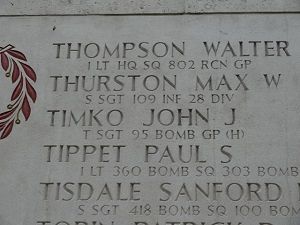 THOMPSON WALTER
1 LT HQ SQ 802 RCN GP
THURSTON MAX W
S SGT 109 INF 28 DIV
TIMKO JOHN J
T SGT 95 BOMB GP (H)
TIPPET PAUL S
1 LT 360 BOMB SQ 303 BOMB
TISDALE SANFORD
S SGT 418 BOMB SQ 100 BOM
TOBIN PATRICK